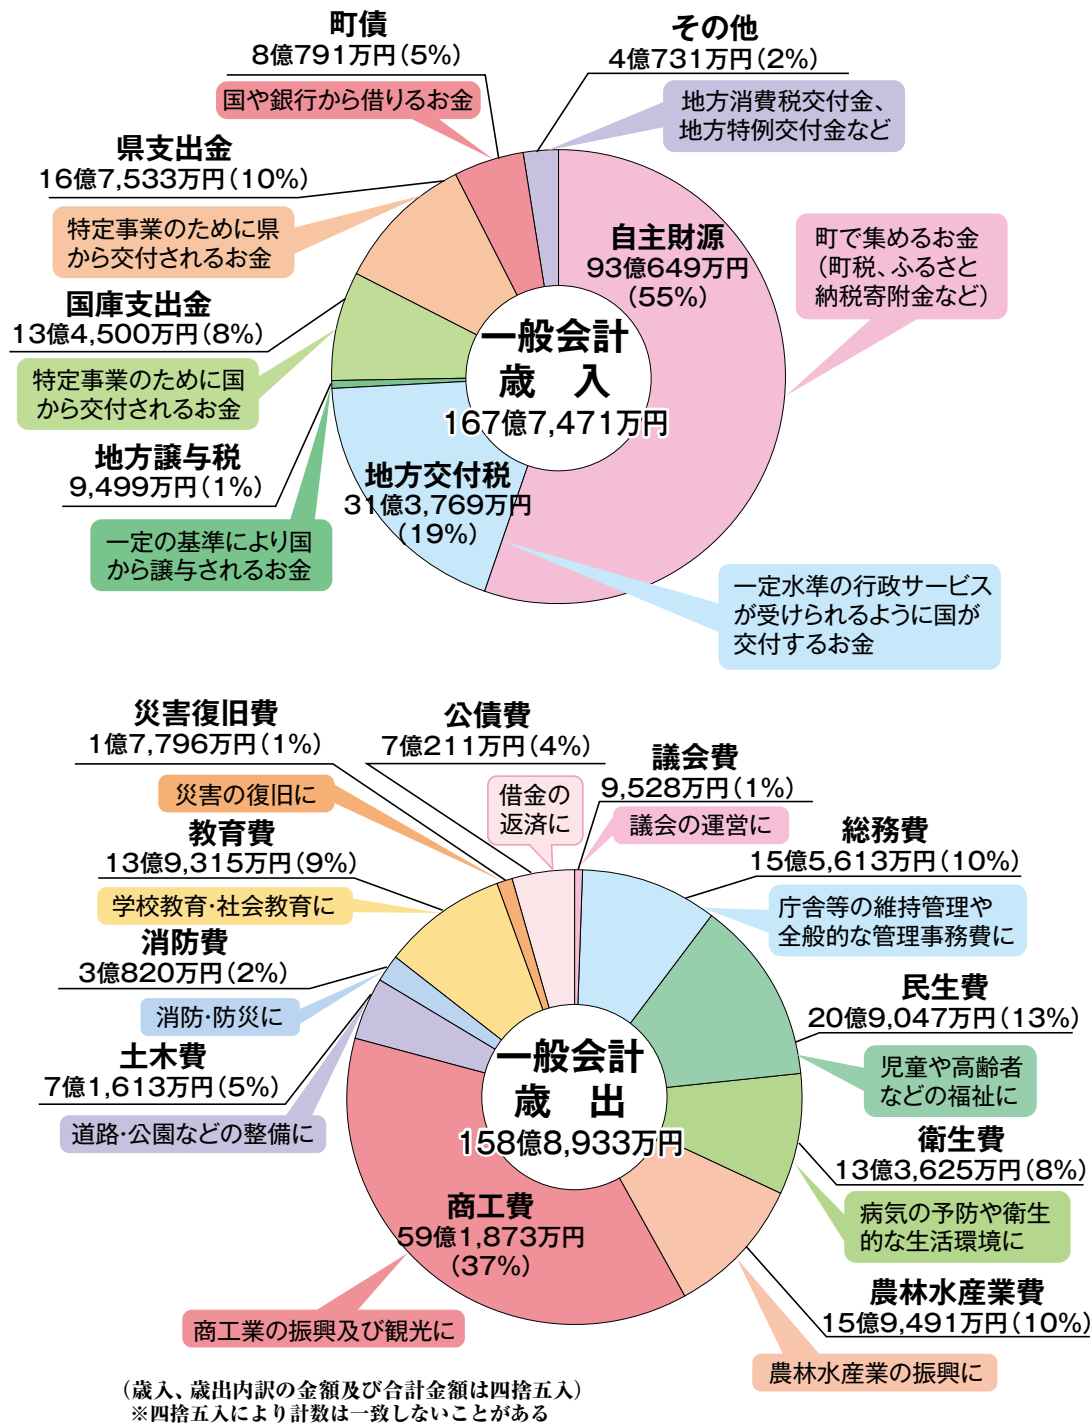 町債
8億791万円(5%)
国や銀行から借りるお金
その他
4億731万円(2%)
地方消費税交付金、
地方特例交付金など
県支出金
16億7,533万円(10%)
特定事業のために県
から交付されるお金
自主財源
93億649万円
(55%)
町で集めるお金
(町税、ふるさと
納税寄附金など)
国庫支出金
13億4,500万円(8%)
特定事業のために国
から交付されるお金
一般会計
歳 入
167億7,471万円
地方譲与税
9,499万円(1%)
一定の基準により国
から譲与されるお金
地方交付税
31億3,769万円
(19%)
一定水準の行政サービス
が受けられるように国が
交付するお金
災害復旧費
1億7,796万円(1%)
災害の復旧に
公債費
7億211万円(4%)
借金の
返済に
議会費
9,528万円(1%)
議会の運営に
教育費
13億9,315万円(9%)
学校教育・社会教育に
総務費
15億5,613万円(10%)
庁舎等の維持管理や
全般的な管理事務費に
消防費
3億820万円(2%)
消防・防災に
民生費
20億9,047万円(13%)
児童や高齢者
などの福祉に
土木費
7億1,613万円(5%)
道路・公園などの整備に
一般会計
歳 出
158億8,933万円
衛生費
13億3,625万円(8%)
病気の予防や衛生
的な生活環境に
商工費
59億1,873万円
(37%)
商工業の振興及び観光に
農林水産業費
15億9,491万円(10%)
農林水産業の振興に
(歳入、歳出内訳の金額及び合計金額は四捨五入)
※四捨五入により計数は一致しないことがある